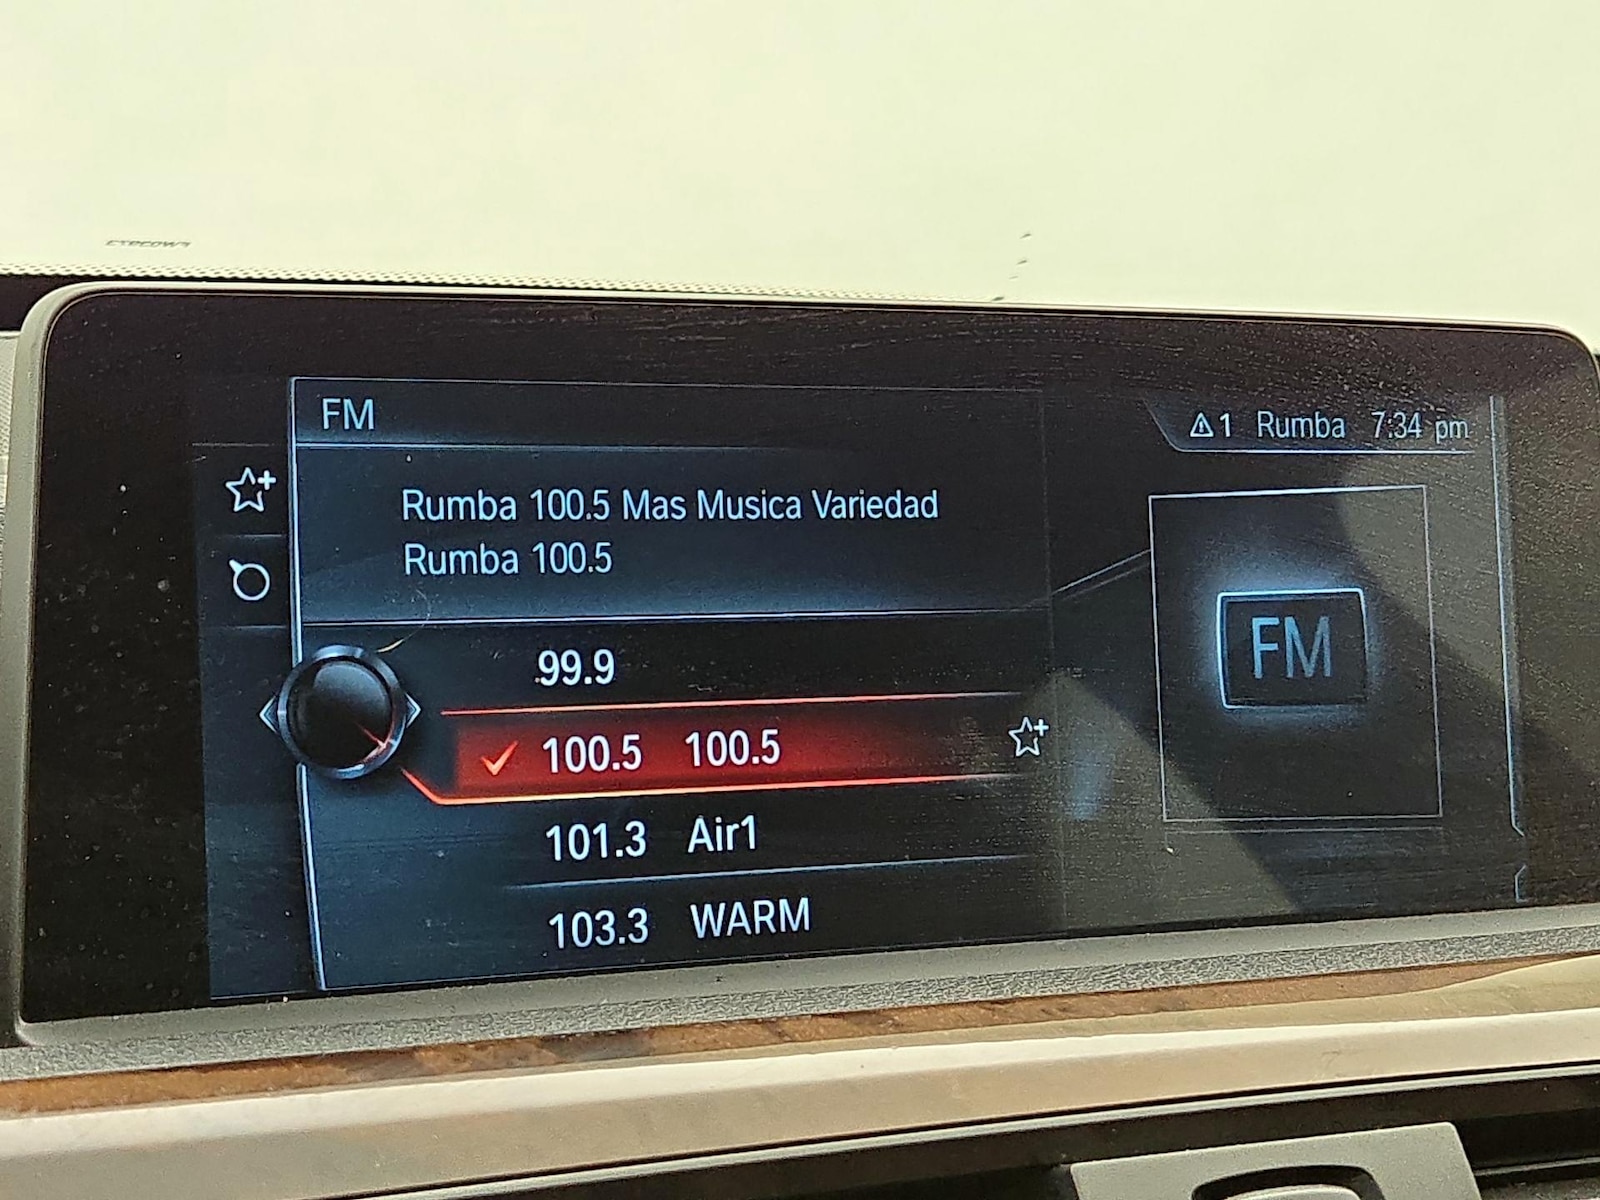 FM
⚠1 Rumba 7:34 pm
Rumba 100.5 Mas Musica Variedad
Rumba 100.5
FM
99.9
100.5 100.5
101.3 Air1
103.3 WARM